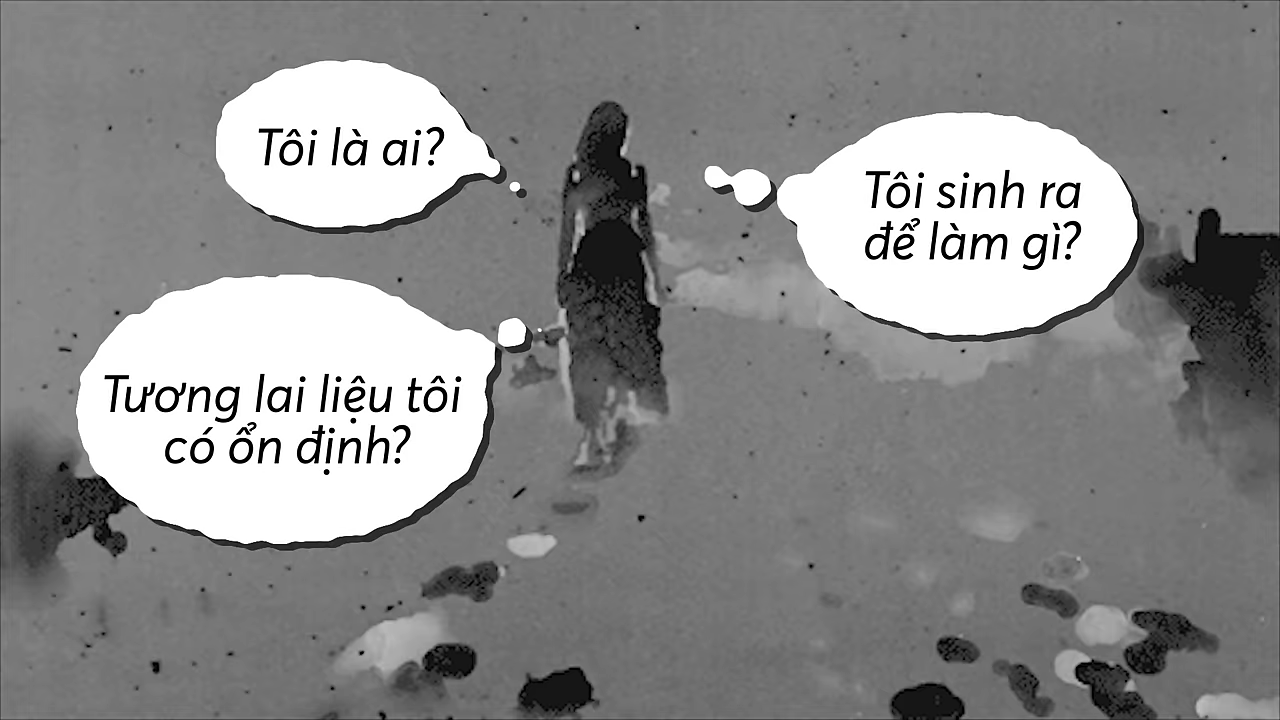 Tôi là ai?
Tôi sinh ra
để làm gì?
Tương lai liệu tôi
có ổn định?